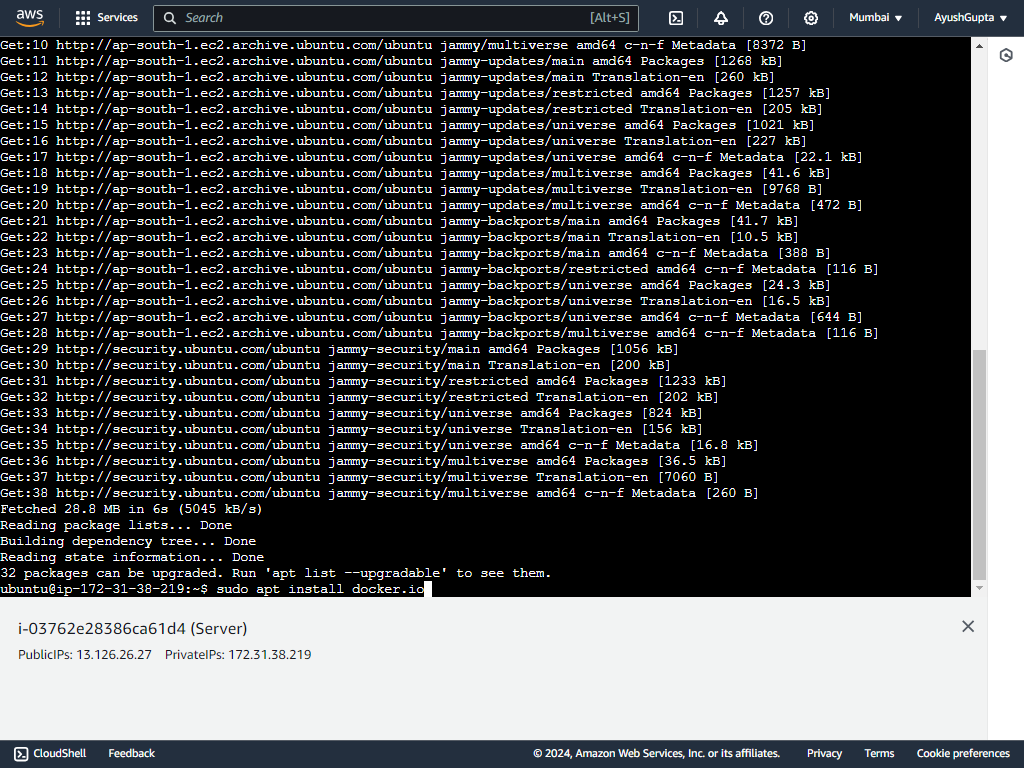 aws Services Search [Alt+S] Mumbai AyushGupta
Get:10 http://ap-south-1.ec2.archive.ubuntu.com/ubuntu jammy/multiverse amd64 c-n-f Metadata [8372 B]
Get:11 http://ap-south-1.ec2.archive.ubuntu.com/ubuntu jammy-updates/main amd64 Packages [1268 kB]
Get:12 http://ap-south-1.ec2.archive.ubuntu.com/ubuntu jammy-updates/main Translation-en [260 kB]
Get:13 http://ap-south-1.ec2.archive.ubuntu.com/ubuntu jammy-updates/restricted amd64 Packages [1257 kB]
Get:14 http://ap-south-1.ec2.archive.ubuntu.com/ubuntu jammy-updates/restricted Translation-en [205 kB]
Get:15 http://ap-south-1.ec2.archive.ubuntu.com/ubuntu jammy-updates/universe amd64 Packages [1021 kB]
Get:16 http://ap-south-1.ec2.archive.ubuntu.com/ubuntu jammy-updates/universe Translation-en [227 kB]
Get:17 http://ap-south-1.ec2.archive.ubuntu.com/ubuntu jammy-updates/universe amd64 c-n-f Metadata [22.1 kB]
Get:18 http://ap-south-1.ec2.archive.ubuntu.com/ubuntu jammy-updates/multiverse amd64 Packages [41.6 kB]
Get:19 http://ap-south-1.ec2.archive.ubuntu.com/ubuntu jammy-updates/multiverse Translation-en [9768 B]
Get:20 http://ap-south-1.ec2.archive.ubuntu.com/ubuntu jammy-updates/multiverse amd64 c-n-f Metadata [472 B]
Get:21 http://ap-south-1.ec2.archive.ubuntu.com/ubuntu jammy-backports/main amd64 Packages [41.7 kB]
Get:22 http://ap-south-1.ec2.archive.ubuntu.com/ubuntu jammy-backports/main Translation-en [10.5 kB]
Get:23 http://ap-south-1.ec2.archive.ubuntu.com/ubuntu jammy-backports/main amd64 c-n-f Metadata [388 B]
Get:24 http://ap-south-1.ec2.archive.ubuntu.com/ubuntu jammy-backports/restricted amd64 c-n-f Metadata [116 B]
Get:25 http://ap-south-1.ec2.archive.ubuntu.com/ubuntu jammy-backports/universe amd64 Packages [24.3 kB]
Get:26 http://ap-south-1.ec2.archive.ubuntu.com/ubuntu jammy-backports/universe Translation-en [16.5 kB]
Get:27 http://ap-south-1.ec2.archive.ubuntu.com/ubuntu jammy-backports/universe amd64 c-n-f Metadata [644 B]
Get:28 http://ap-south-1.ec2.archive.ubuntu.com/ubuntu jammy-backports/multiverse amd64 c-n-f Metadata [116 B]
Get:29 http://security.ubuntu.com/ubuntu jammy-security/main amd64 Packages [1056 kB]
Get:30 http://security.ubuntu.com/ubuntu jammy-security/main Translation-en [200 kB]
Get:31 http://security.ubuntu.com/ubuntu jammy-security/restricted amd64 Packages [1233 kB]
Get:32 http://security.ubuntu.com/ubuntu jammy-security/restricted Translation-en [202 kB]
Get:33 http://security.ubuntu.com/ubuntu jammy-security/universe amd64 Packages [824 kB]
Get:34 http://security.ubuntu.com/ubuntu jammy-security/universe Translation-en [156 kB]
Get:35 http://security.ubuntu.com/ubuntu jammy-security/universe amd64 c-n-f Metadata [16.8 kB]
Get:36 http://security.ubuntu.com/ubuntu jammy-security/multiverse amd64 Packages [36.5 kB]
Get:37 http://security.ubuntu.com/ubuntu jammy-security/multiverse Translation-en [7060 B]
Get:38 http://security.ubuntu.com/ubuntu jammy-security/multiverse amd64 c-n-f Metadata [260 B]
Fetched 28.8 MB in 6s (5045 kB/s)
Reading package lists... Done
Building dependency tree... Done
Reading state information... Done
32 packages can be upgraded. Run 'apt list --upgradable' to see them.
ubuntu@ip-172-31-38-219:~$ sudo apt install docker.io
i-03762e28386ca61d4 (Server)
PublicIPs: 13.126.26.27 PrivateIPs: 172.31.38.219
CloudShell Feedback © 2024, Amazon Web Services, Inc. or its affiliates. Privacy Terms Cookie preferences